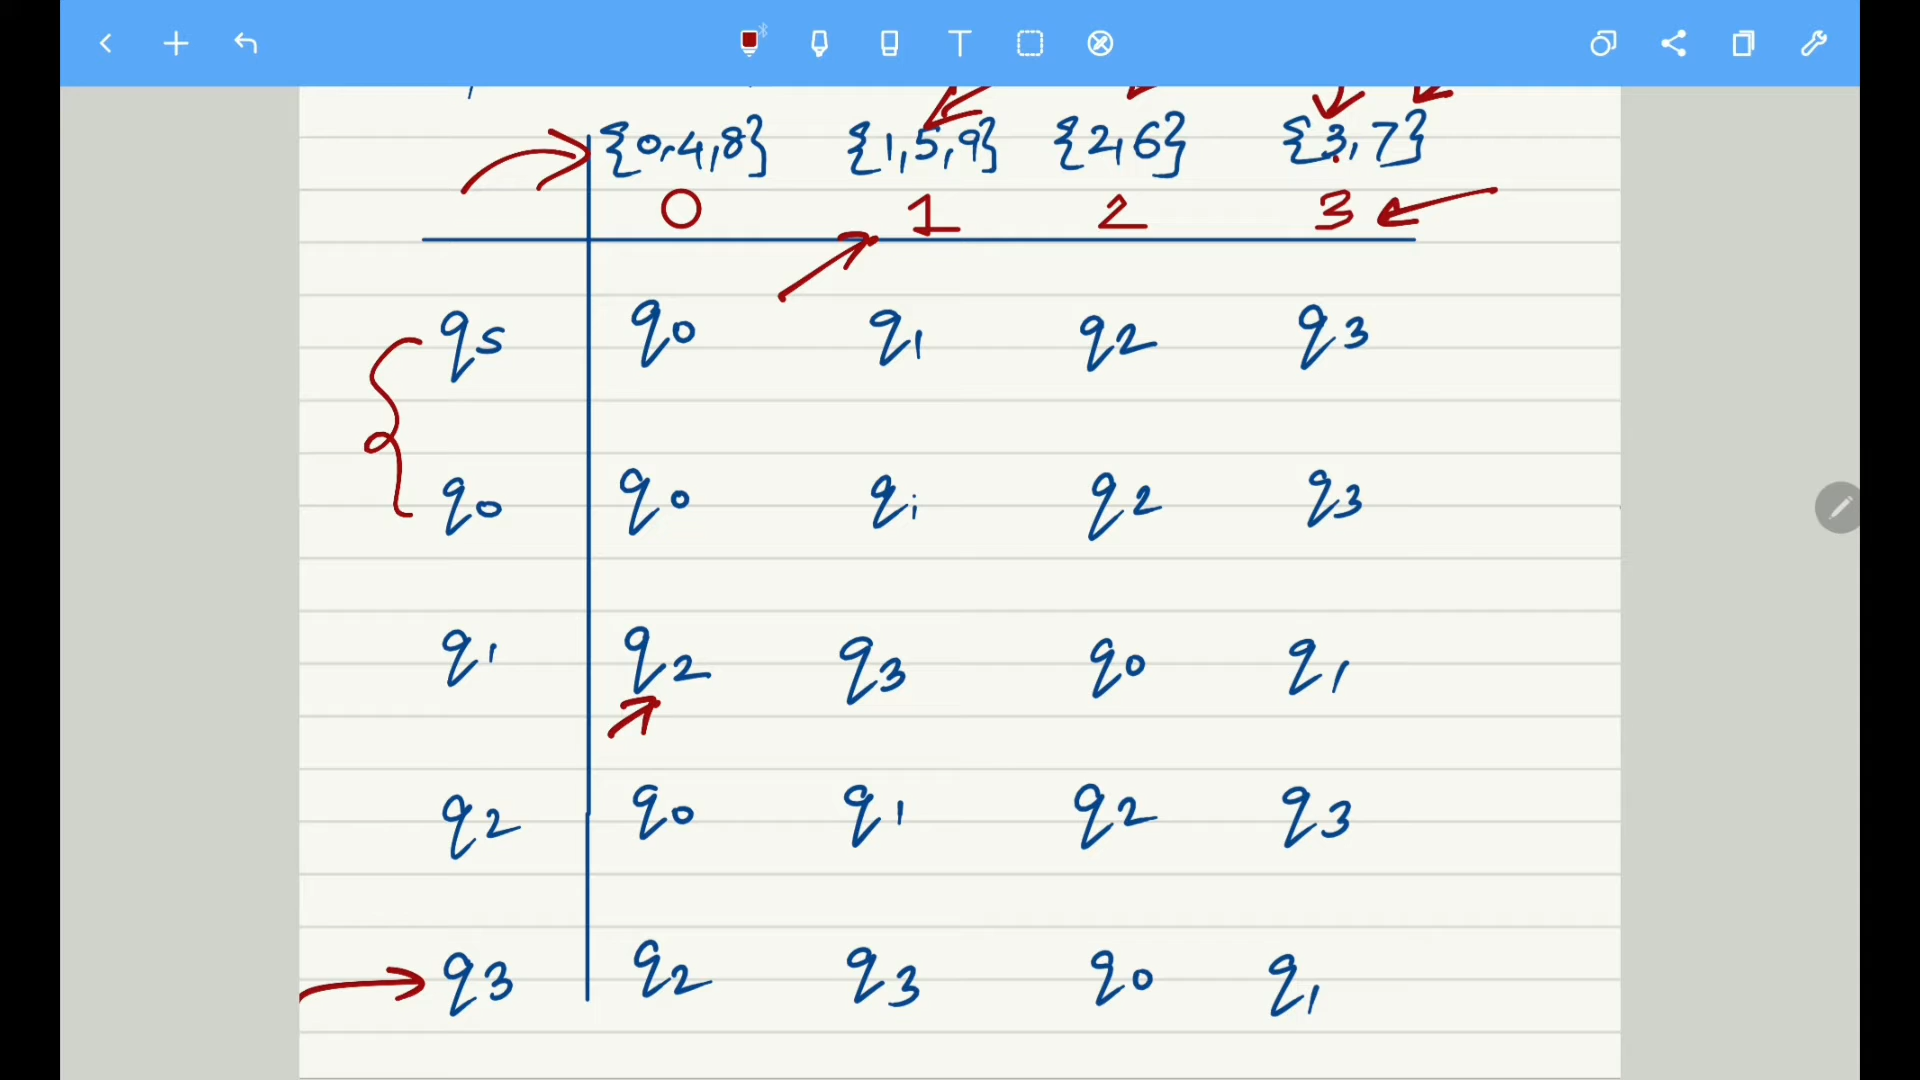 {0,4,8} {1,5,9} {2,6} {3,7}
0 1 2 3
qs q0 q1 q2 q3
q0 q0 q1 q2 q3
q1 q2 q3 q0 q1
q2 q0 q1 q2 q3
q3 q2 q3 q0 q1